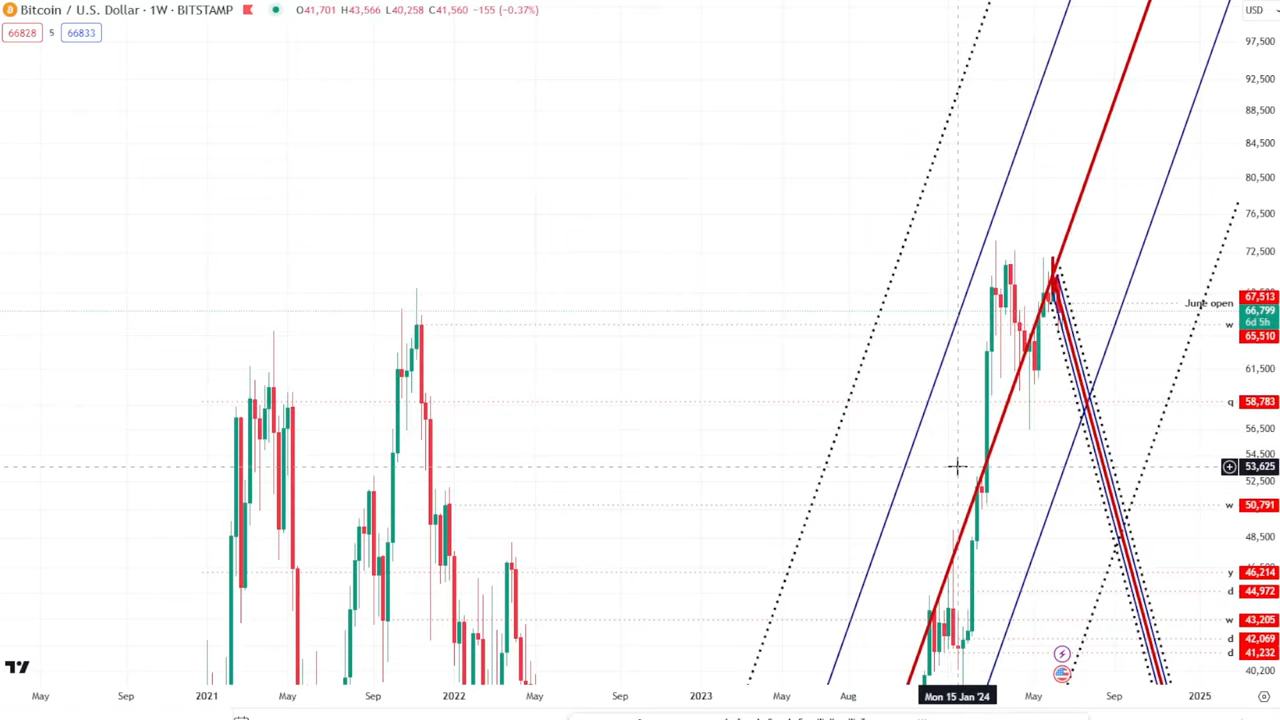 Bitcoin / U.S. Dollar · 1W · BITSTAMP O41,701 H43,566 L40,258 C41,560 −155 (−0.37%)
66828 5 66833
USD
97,500
92,500
88,500
84,500
80,500
76,500
72,500
67,513
June open
66,799
6d 5h
w
65,510
61,500
q 58,783
56,500
54,500
53,625
52,500
w 50,791
48,500
y 46,214
d 44,972
w 43,205
d 42,069
d 41,232
40,200
May Sep 2021 May Sep 2022 May Sep 2023 May Aug Mon 15 Jan '24 May Sep 2025